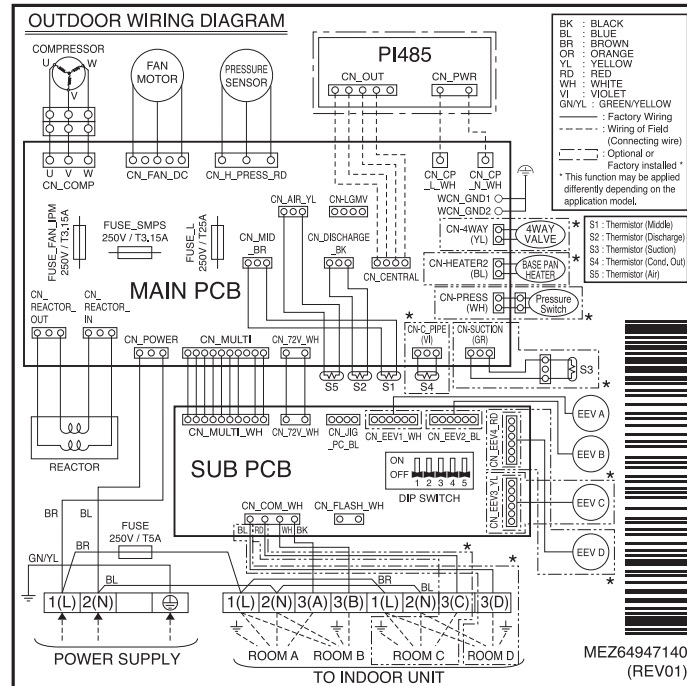 OUTDOOR WIRING DIAGRAM
COMPRESSOR
U
W
V
FAN
MOTOR
PRESSURE
SENSOR
PI485
CN_OUT
CN_PWR
BK : BLACK
BL : BLUE
BR : BROWN
OR : ORANGE
YL : YELLOW
RD : RED
WH : WHITE
VI : VIOLET
GN/YL : GREEN/YELLOW
: Factory Wiring
: Wiring of Field
(Connecting wire)
: Optional or
Factory installed *
* This function may be applied
differently depending on the
application model.
U V W
CN_COMP
CN_FAN_DC
CN_H_PRESS_RD
CN_CP
_L_WH
CN_CP
_N_WH
WCN_GND1
WCN_GND2
FUSE_FAN_IPM
250V / T3.15A
FUSE_SMPS
250V / T3.15A
FUSE_L
250V / T25A
CN_AIR_YL
CN-LGMV
CN_MID
_BR
CN_DISCHARGE
_BK
CN_CENTRAL
CN-4WAY
(YL)
4WAY
VALVE
*
CN-HEATER2
(BL)
BASE PAN
HEATER
*
CN-PRESS
(WH)
Pressure
Switch
*
S1 : Thermistor (Middle)
S2 : Thermistor (Discharge)
S3 : Thermistor (Suction)
S4 : Thermistor (Cond. Out)
S5 : Thermistor (Air)
MAIN PCB
CN_
REACTOR_
OUT
CN_
REACTOR_
IN
CN_POWER
CN_MULTI
CN_72V_WH
*
CN-C_PIPE
(VI)
CN-SUCTION
(GR)
S5
S2
S1
S4
S3
*
REACTOR
CN_MULTI_WH
CN_72V_WH
CN_JIG
_PC_BL
CN_EEV1_WH
CN_EEV2_BL
CN_EEV4_RD
CN_EEV3_YL
EEV A
EEV B
EEV C
*
EEV D
*
SUB PCB
ON
OFF
1 2 3 4 5
DIP SWITCH
CN_COM_WH
CN_FLASH_WH
BL RD WH BK
BR
BL
FUSE
250V / T5A
BR
GN/YL
BL
BR
BL
*
*
1(L) 2(N)
1(L) 2(N) 3(A) 3(B) 1(L) 2(N) 3(C) 3(D)
POWER SUPPLY
ROOM A
ROOM B
ROOM C
ROOM D
TO INDOOR UNIT
MEZ64947140
(REV01)